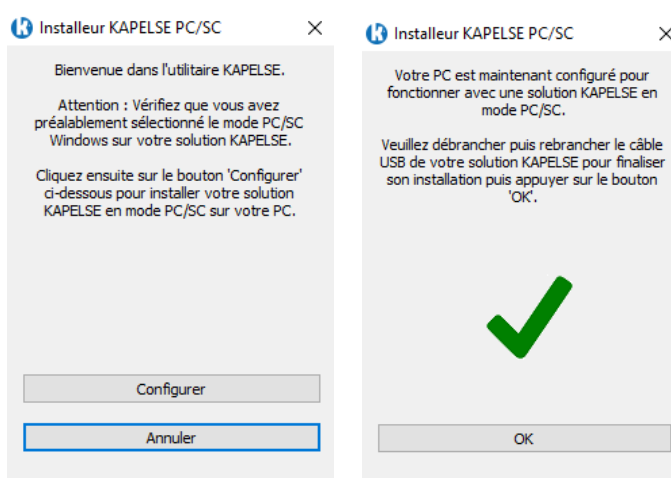 Installeur KAPELSE PC/SC
Bienvenue dans l'utilitaire KAPELSE.
Attention : Vérifiez que vous avez
préalablement sélectionné le mode PC/SC
Windows sur votre solution KAPELSE.
Cliquez ensuite sur le bouton 'Configurer'
ci-dessous pour installer votre solution
KAPELSE en mode PC/SC sur votre PC.
Configurer
Annuler
Installeur KAPELSE PC/SC
Votre PC est maintenant configuré pour
fonctionner avec une solution KAPELSE en
mode PC/SC.
Veuillez débrancher puis rebrancher le câble
USB de votre solution KAPELSE pour finaliser
son installation puis appuyer sur le bouton
'OK'.
OK